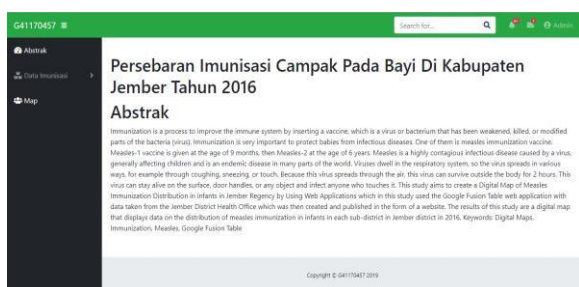 G41170457
Search for...
Admin
Abstrak
Data Imunisasi
Map
Persebaran Imunisasi Campak Pada Bayi Di Kabupaten
Jember Tahun 2016
Abstrak
Immunization is a process to improve the immune system by inserting a vaccine, which is a virus or bacterium that has been weakened, killed, or modified
parts of the bacteria (virus). Immunization is very important to protect babies from infectious diseases. One of them is measles immunization vaccine.
Measles-1 vaccine is given at the age of 9 months, then Measles-2 at the age of 6 years. Measles is a highly contagious infectious disease caused by a virus,
generally affecting children and is an endemic disease in many parts of the world. Viruses dwell in the respiratory system, so the virus spreads in various
ways, for example through coughing, sneezing, or touch. Because this virus spreads through the air, this virus can survive outside the body for 2 hours. This
virus can stay alive on the surface, door handles, or any object and infect anyone who touches it. This study aims to create a Digital Map of Measles
Immunization Distribution in Infants in Jember Regency by Using Web Applications which in this study used the Google Fusion Table web application with
data taken from the Jember District Health Office which was then created and published in the form of a website. The results of this study are a digital map
that displays data on the distribution of measles immunization in infants in each sub-district in Jember district in 2016. Keywords: Digital Maps,
Immunization, Measles, Google Fusion Table
Copyright © G41170457 2019